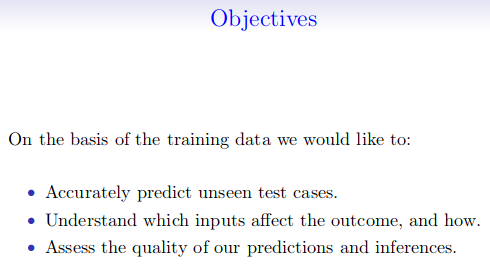 Objectives
On the basis of the training data we would like to:
• Accurately predict unseen test cases.
• Understand which inputs affect the outcome, and how.
• Assess the quality of our predictions and inferences.